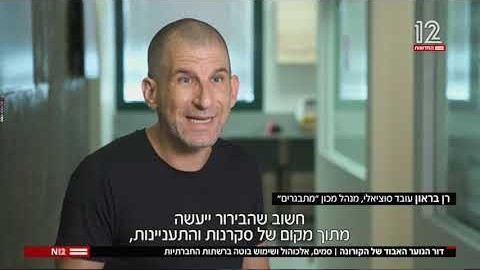 12
החדשות
רן בראון עובד סוציאלי, מנהל מכון "מתבגרים"
חשוב שהבירור ייעשה
מתוך מקום של סקרנות והתעניינות,
דור הנוער האבוד של הקורונה | סמים, אלכוהול ושימוש בוטה ברשתות החברתיות
N12